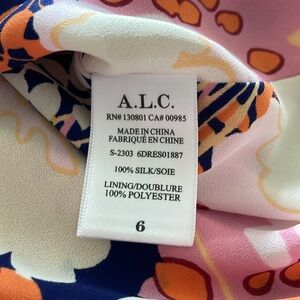 A.L.C.
RN# 130801 CA# 00985
MADE IN CHINA
FABRIQUÉ EN CHINE
S-2303 6DRES01887
100% SILK/SOIE
LINING/DOUBLURE
100% POLYESTER
6